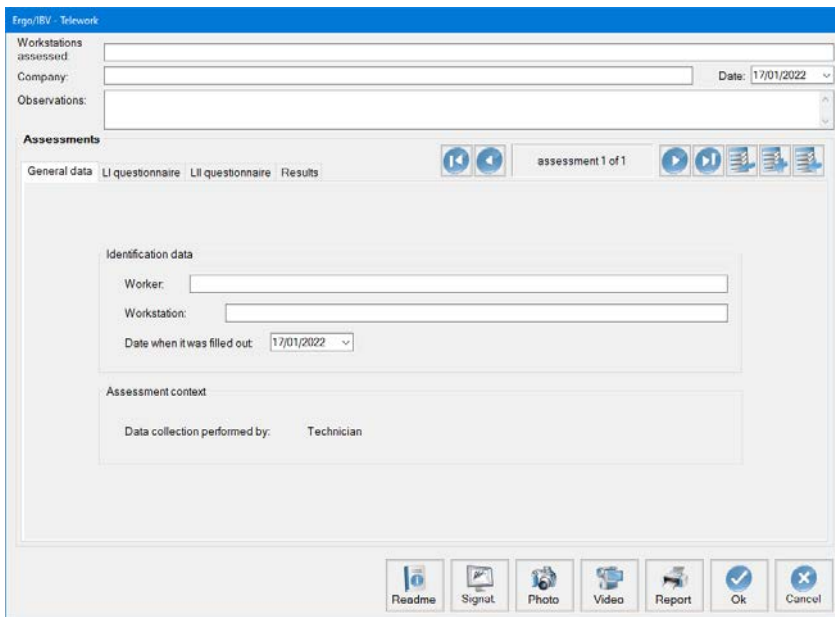 Ergo/IBV - Telework
Workstations
assessed:
Company:
Date: 17/01/2022
Observations:
Assessments
assessment 1 of 1
General data LI questionnaire LII questionnaire Results
Identification data
Worker:
Workstation:
Date when it was filled out: 17/01/2022
Assessment context
Data collection performed by: Technician
Readme Signat. Photo Video Report Ok Cancel